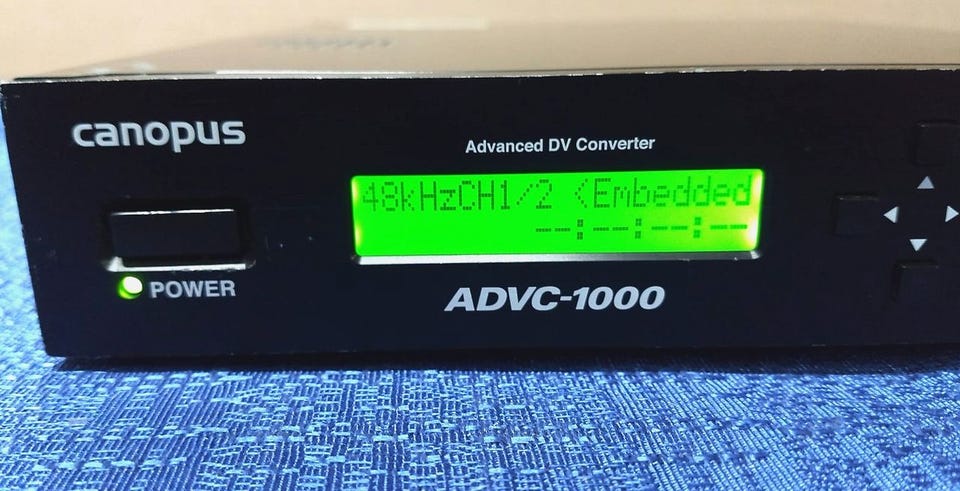 canopus
Advanced DV Converter
48kHzCH1/2 <Embedded
--:--:--:--
POWER
ADVC-1000